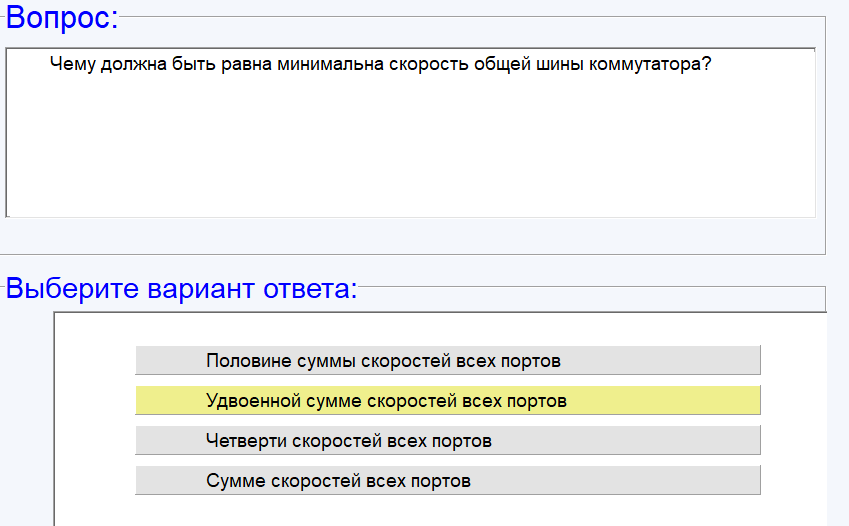 Вопрос:
Чему должна быть равна минимальна скорость общей шины коммутатора?
Выберите вариант ответа:
Половине суммы скоростей всех портов
Удвоенной сумме скоростей всех портов
Четверти скоростей всех портов
Сумме скоростей всех портов